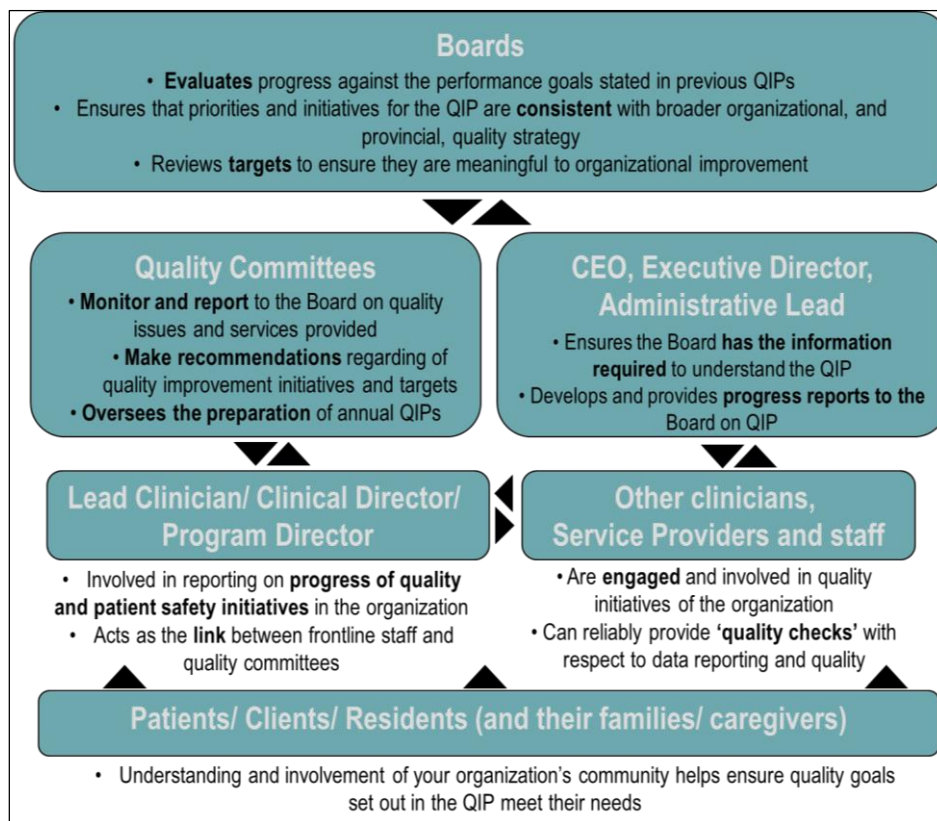 Boards
• Evaluates progress against the performance goals stated in previous QIPs
• Ensures that priorities and initiatives for the QIP are consistent with broader organizational, and
provincial, quality strategy
• Reviews targets to ensure they are meaningful to organizational improvement
Quality Committees
• Monitor and report to the Board on quality
issues and services provided
• Make recommendations regarding of
quality improvement initiatives and targets
• Oversees the preparation of annual QIPs
CEO, Executive Director,
Administrative Lead
• Ensures the Board has the information
required to understand the QIP
• Develops and provides progress reports to the
Board on QIP
Lead Clinician/ Clinical Director/
Program Director
• Involved in reporting on progress of quality
and patient safety initiatives in the organization
• Acts as the link between frontline staff and
quality committees
Other clinicians,
Service Providers and staff
• Are engaged and involved in quality
initiatives of the organization
• Can reliably provide ‘quality checks’ with
respect to data reporting and quality
Patients/ Clients/ Residents (and their families/ caregivers)
• Understanding and involvement of your organization’s community helps ensure quality goals
set out in the QIP meet their needs